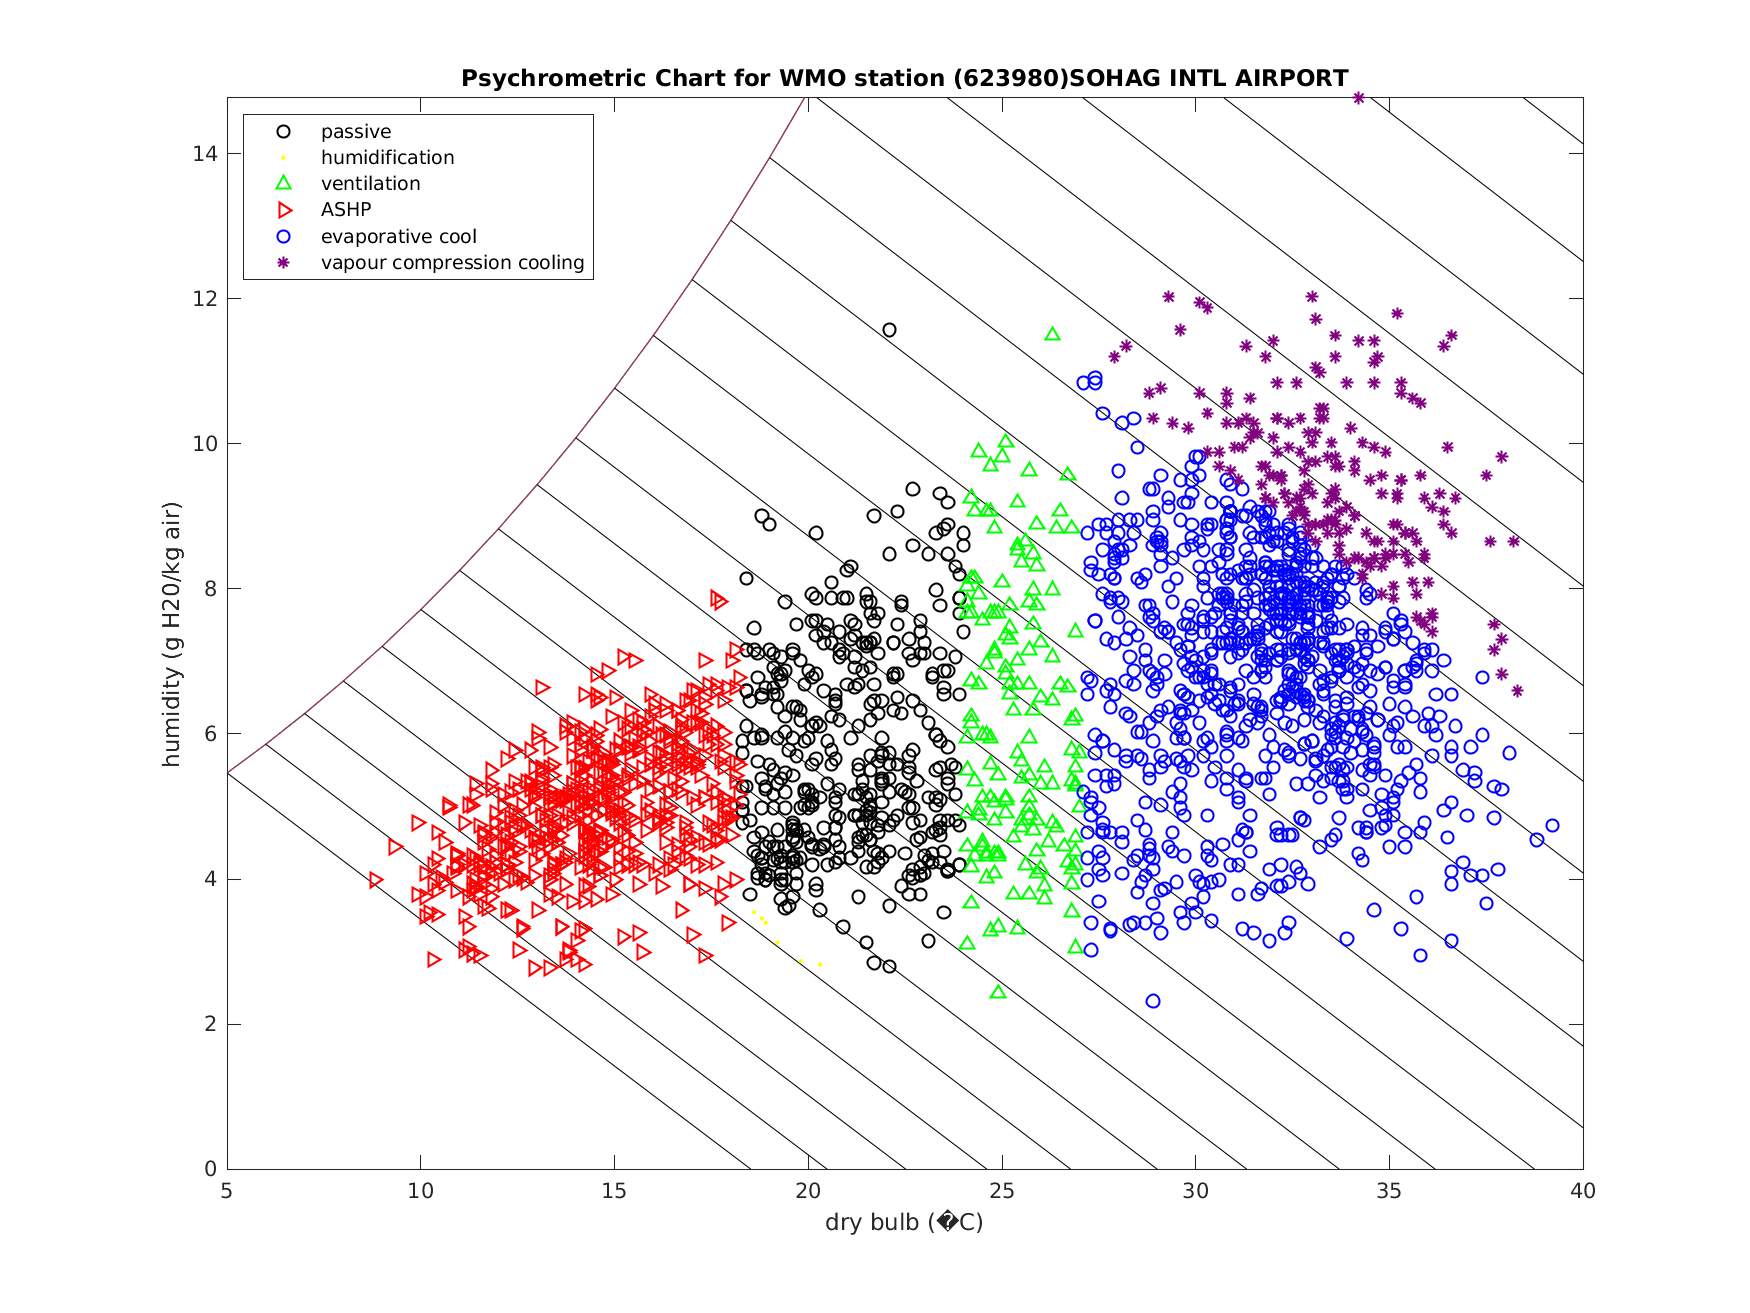 Psychrometric Chart for WMO station (623980)SOHAG INTL AIRPORT
passive
humidification
ventilation
ASHP
evaporative cool
vapour compression cooling
humidity (g H20/kg air)
14
12
10
8
6
4
2
0
5 10 15 20 25 30 35 40
dry bulb (�C)